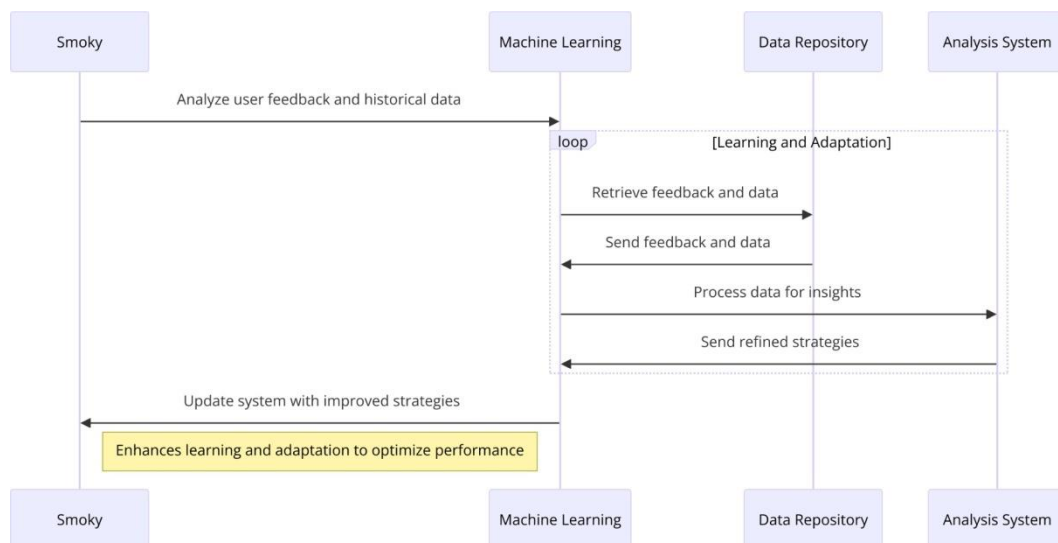 Smoky
Machine Learning
Data Repository
Analysis System
Analyze user feedback and historical data
loop
[Learning and Adaptation]
Retrieve feedback and data
Send feedback and data
Process data for insights
Send refined strategies
Update system with improved strategies
Enhances learning and adaptation to optimize performance
Smoky
Machine Learning
Data Repository
Analysis System